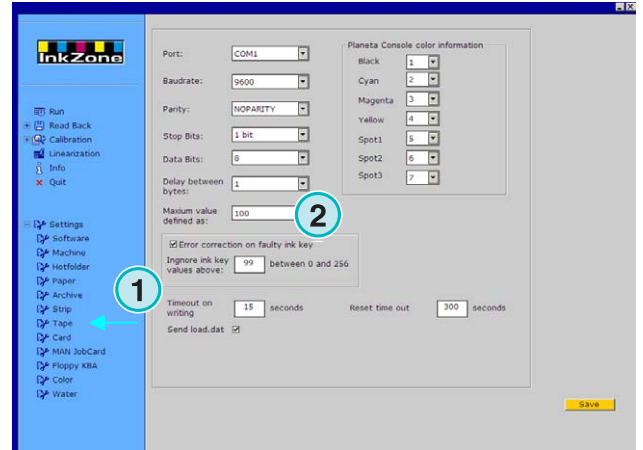 InkZone
Run
Read Back
Calibration
Linearization
Info
Quit
Settings
Software
Machine
Hotfolder
Paper
Archive
Strip
Tape
Card
MAN JobCard
Floppy KBA
Color
Water
1
Port: COM1
Baudrate: 9600
Parity: NOPARITY
Stop Bits: 1 bit
Data Bits: 8
Delay between bytes: 1
Maxium value defined as: 100
2
Planeta Console color information
Black 1
Cyan 2
Magenta 3
Yellow 4
Spot1 5
Spot2 6
Spot3 7
Error correction on faulty ink key
Ingnore ink key values above: 99 between 0 and 256
Timeout on writing 15 seconds
Reset time out 300 seconds
Send load.dat
Save